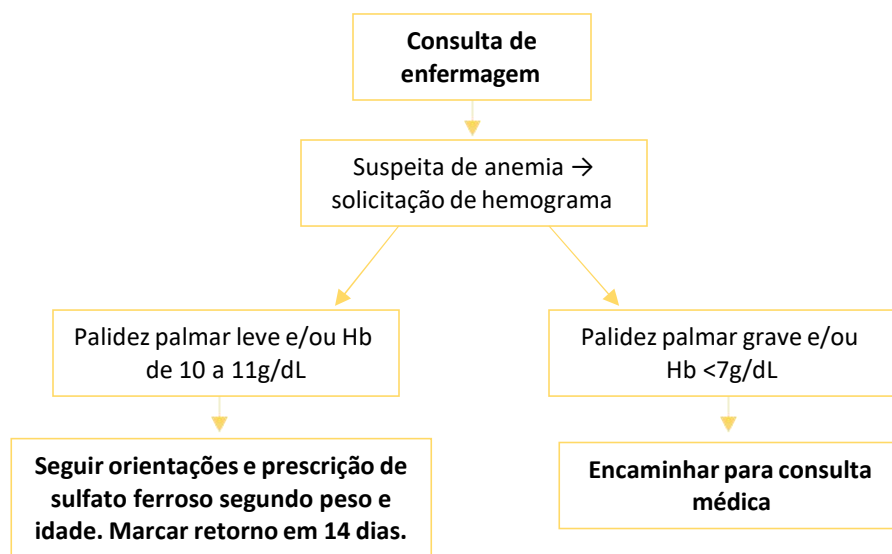 Consulta de
enfermagem
Suspeita de anemia →
solicitação de hemograma
Palidez palmar leve e/ou Hb
de 10 a 11g/dL
Palidez palmar grave e/ou
Hb <7g/dL
Seguir orientações e prescrição de
sulfato ferroso segundo peso e
idade. Marcar retorno em 14 dias.
Encaminhar para consulta
médica